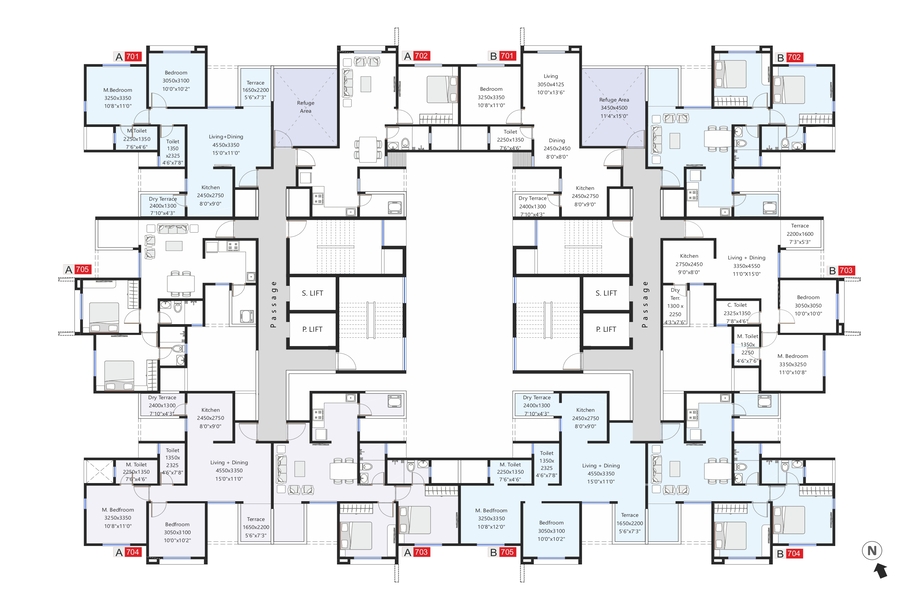 A 701
Bedroom
3050x3100
10'0"x10'2"
M.Bedroom
3250x3350
10'8"x11'0"
Terrace
1650x2200
5'6"x7'3"
M.Toilet
2250x1350
7'6"x4'6"
Toilet
1350
x2325
4'6"x7'8"
Living+Dining
4550x3350
15'0"x11'0"
Kitchen
2450x2750
8'0"x9'0"
Dry Terrace
2400x1300
7'10"x4'3"
Refuge
Area
A 702
B 701
Bedroom
3250x3350
10'8"x11'0"
Living
3050x4125
10'0"x13'6"
Toilet
2250x1350
7'6"x4'6"
Dining
2450x2450
8'0"x8'0"
Kitchen
2450x2750
8'0"x9'0"
Dry Terrace
2400x1300
7'10"x4'3"
Refuge Area
3450x4500
11'4"x15'0"
B 702
A 705
Passage
S. LIFT
P. LIFT
S. LIFT
P. LIFT
Passage
Terrace
2200x1600
7'3"x5'3"
Kitchen
2750x2450
9'0"x8'0"
Living + Dining
3350x4550
11'0"X15'0"
B 703
Dry
Terr.
1300 x
2250
4'3"x7'6"
C. Toilet
2325x1350
7'8"x4'6"
Bedroom
3050x3050
10'0"x10'0"
M. Toilet
1350x
2250
4'6"x7'6"
M. Bedroom
3350x3250
11'0"x10'8"
Dry Terrace
2400x1300
7'10"x4'3"
Kitchen
2450x2750
8'0"x9'0"
M. Toilet
2250x1350
7'6"x4'6"
Toilet
1350x
2325
4'6"x7'8"
Living + Dining
4550x3350
15'0"x11'0"
M. Bedroom
3250x3350
10'8"x11'0"
Bedfroom
3050x3100
10'0"x10'2"
Terrace
1650x2200
5'6"x7'3"
A 704
A 703
Dry Terrace
2400x1300
7'10"x4'3"
Kitchen
2450x2750
8'0"x9'0"
M. Toilet
2250x1350
7'6"x4'6"
Toilet
1350x
2325
4'6"x7'8"
Living + Dining
4550x3350
15'0"x11'0"
M. Bedroom
3250x3350
10'8"x12'0"
Bedroom
3050x3100
10'0"x10'2"
Terrace
1650x2200
5'6"x7'3"
B 705
B 704
N